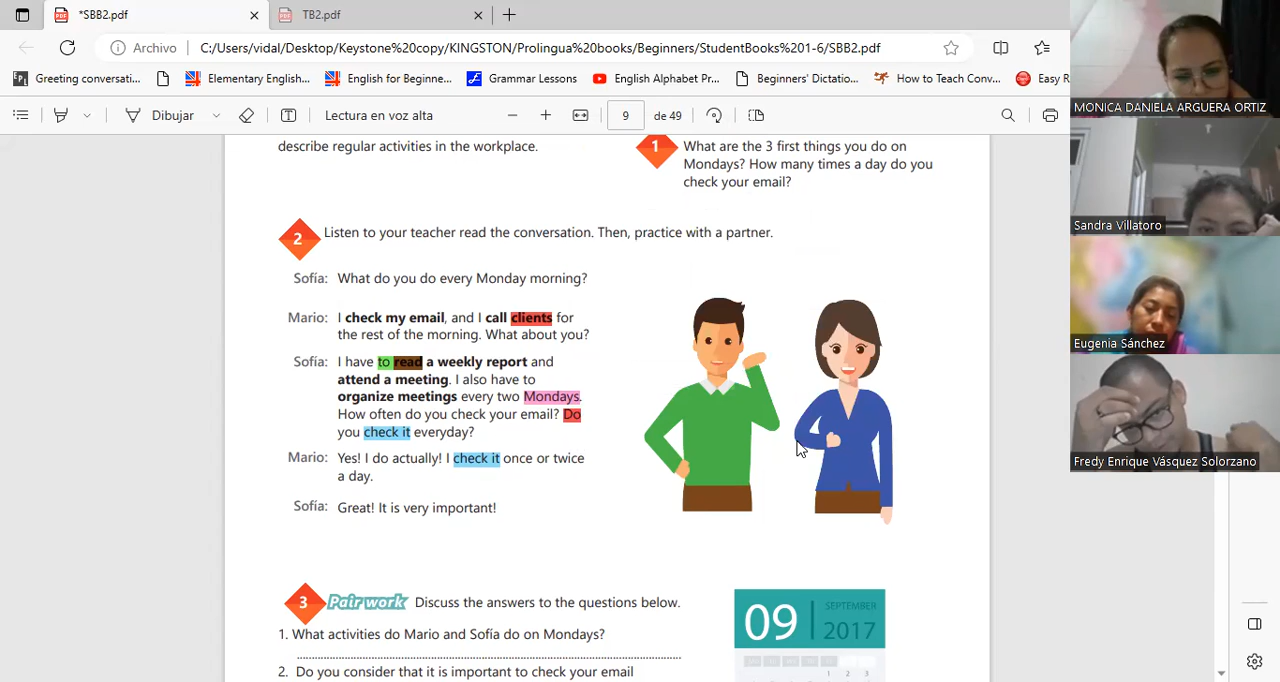 *SBB2.pdf
TB2.pdf
Archivo
C:/Users/vidal/Desktop/Keystone%20copy/KINGSTON/Prolingua%20books/Beginners/StudentBooks%201-6/SBB2.pdf
Greeting conversati...
Elementary English...
English for Beginne...
Grammar Lessons
English Alphabet Pr...
Beginners' Dictatio...
How to Teach Conv...
Easy R
Dibujar
Lectura en voz alta
9
de 49
describe regular activities in the workplace.
1
What are the 3 first things you do on
Mondays? How many times a day do you
check your email?
2
Listen to your teacher read the conversation. Then, practice with a partner.
Sofía: What do you do every Monday morning?
Mario: I check my email, and I call clients for
the rest of the morning. What about you?
Sofía: I have to read a weekly report and
attend a meeting. I also have to
organize meetings every two Mondays.
How often do you check your email? Do
you check it everyday?
Mario: Yes! I do actually! I check it once or twice
a day.
Sofía: Great! It is very important!
3
Pair work Discuss the answers to the questions below.
1. What activities do Mario and Sofía do on Mondays?
2. Do you consider that it is important to check your email
09
SEPTEMBER
2017
1 2 3
MONICA DANIELA ARGUERA ORTIZ
Sandra Villatoro
Eugenia Sánchez
Fredy Enrique Vásquez Solorzano